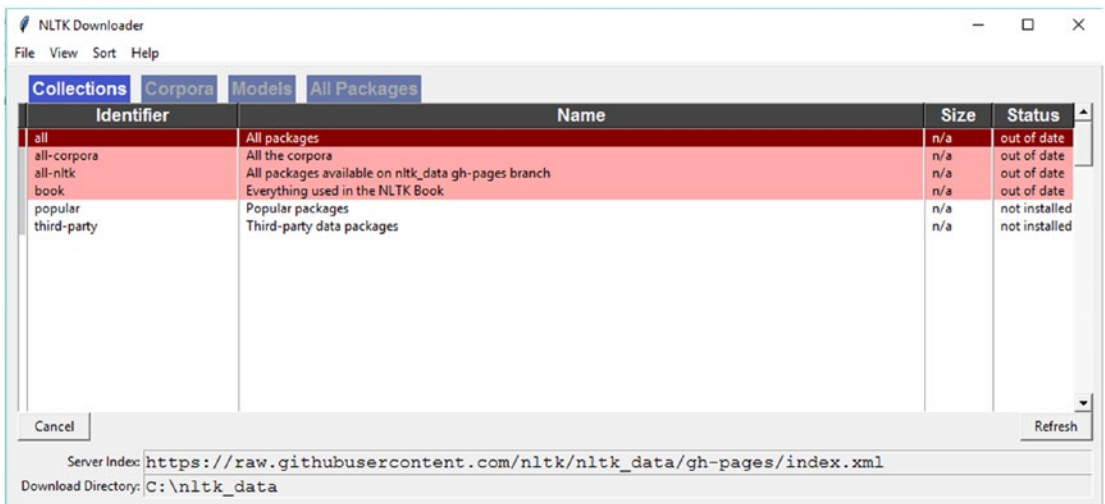 NLTK Downloader
File View Sort Help
Collections Corpora Models All Packages
Identifier Name Size Status
all All packages n/a out of date
all-corpora All the corpora n/a out of date
all-nltk All packages available on nltk_data gh-pages branch n/a out of date
book Everything used in the NLTK Book n/a out of date
popular Popular packages n/a not installed
third-party Third-party data packages n/a not installed
Cancel Refresh
Server Index: https://raw.githubusercontent.com/nltk/nltk_data/gh-pages/index.xml
Download Directory: C:\nltk_data